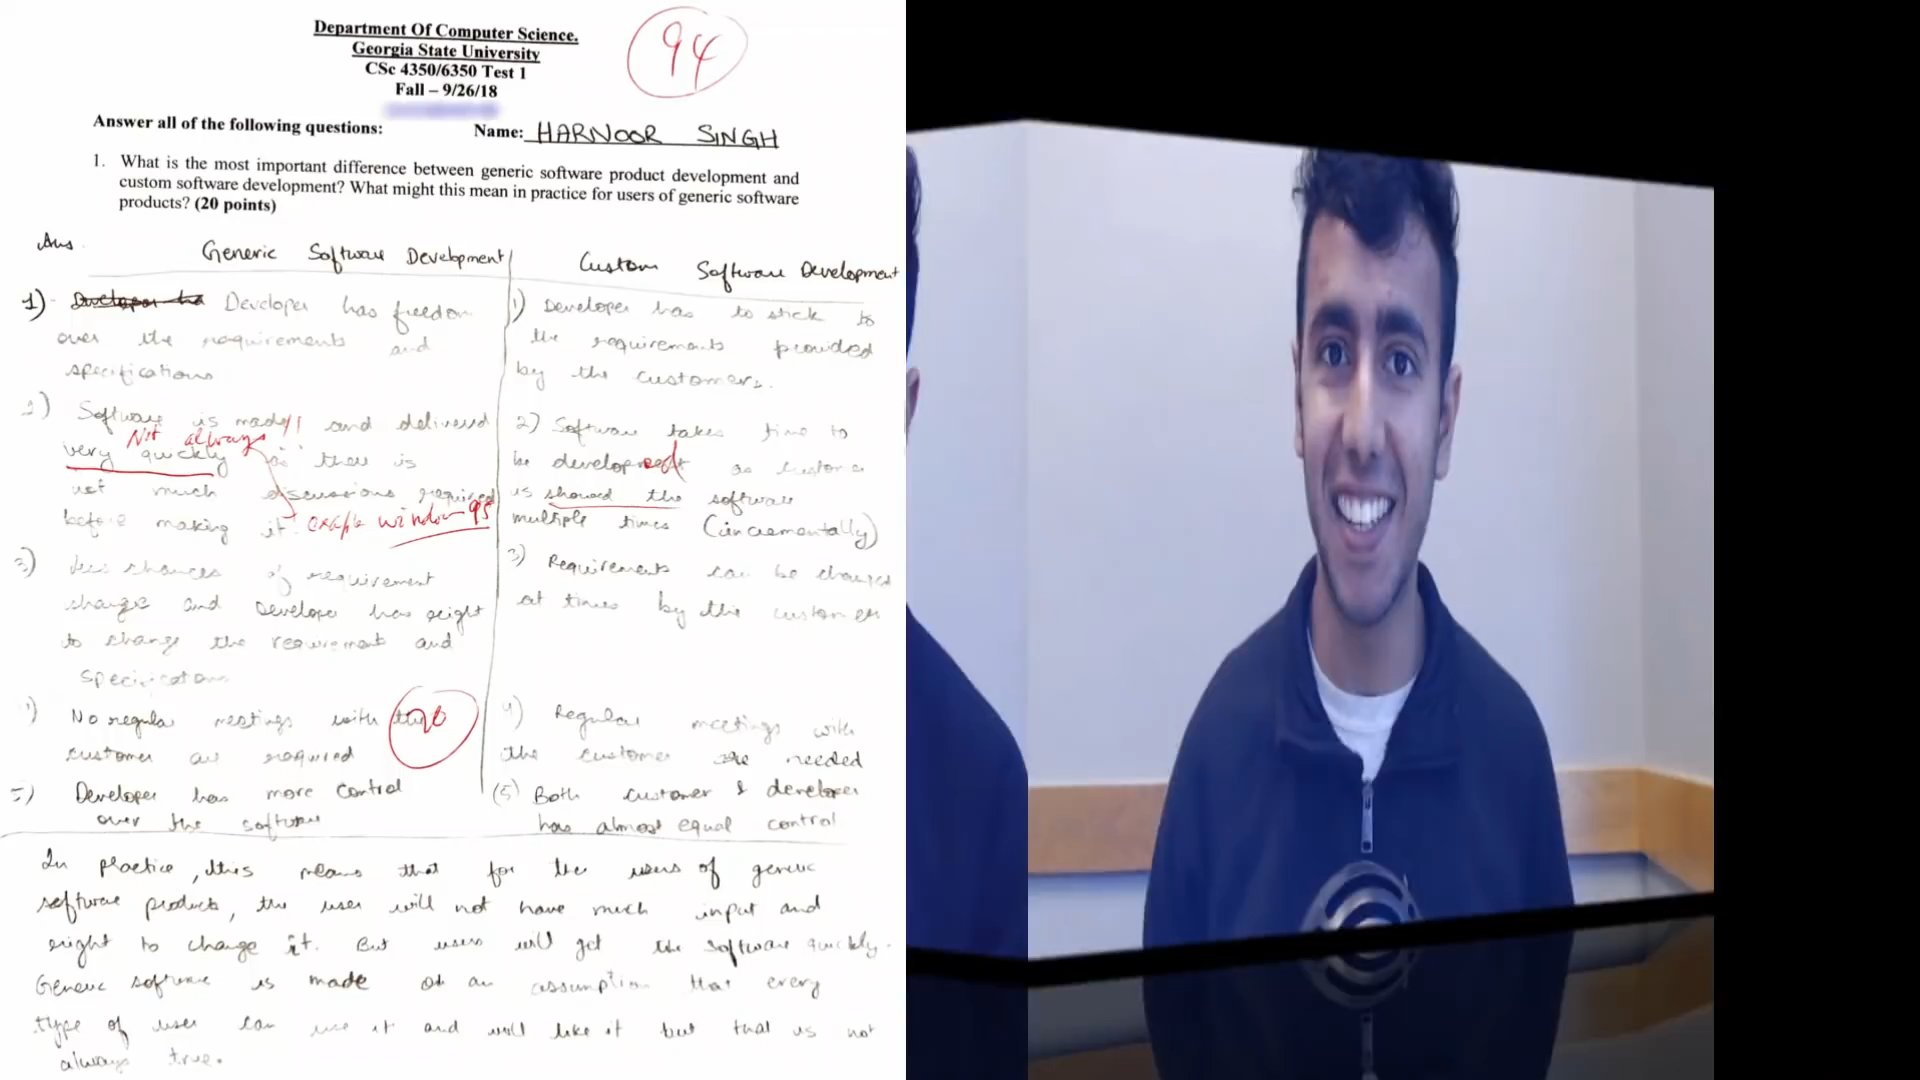 Department Of Computer Science.
Georgia State University
CSc 4350/6350 Test 1
Fall – 9/26/18
94
Answer all of the following questions:
Name: HARNOOR SINGH
1. What is the most important difference between generic software product development and
custom software development? What might this mean in practice for users of generic software
products? (20 points)
Ans.
Generic Software Development
1) Developer has freedom
over the requirements and
specifications
2) Software is made and delivered
Not always
very quickly as there is
not much discussions required
before making it. example windows 95
3) Less chances of requirement
change and Developer has right
to change the requirement and
specifications
4) No regular meetings with the
20
customer are required
5) Developer has more control
over the software
Custom Software Development
1) Developer has to stick to
the requirements provided
by the customers.
2) Software takes time to
be developed as customer
is showed the software
multiple times (incrementally)
3) Requirements can be changed
at times by the customer
4) Regular meetings with
the customer are needed
(5) Both customer & developer
has almost equal control
In practice, this means that for the users of generic
software products, the user will not have much input and
right to change it. But users will get the software quickly.
Generic software is made on an assumption that every
type of user can use it and will like it but that is not
always true.